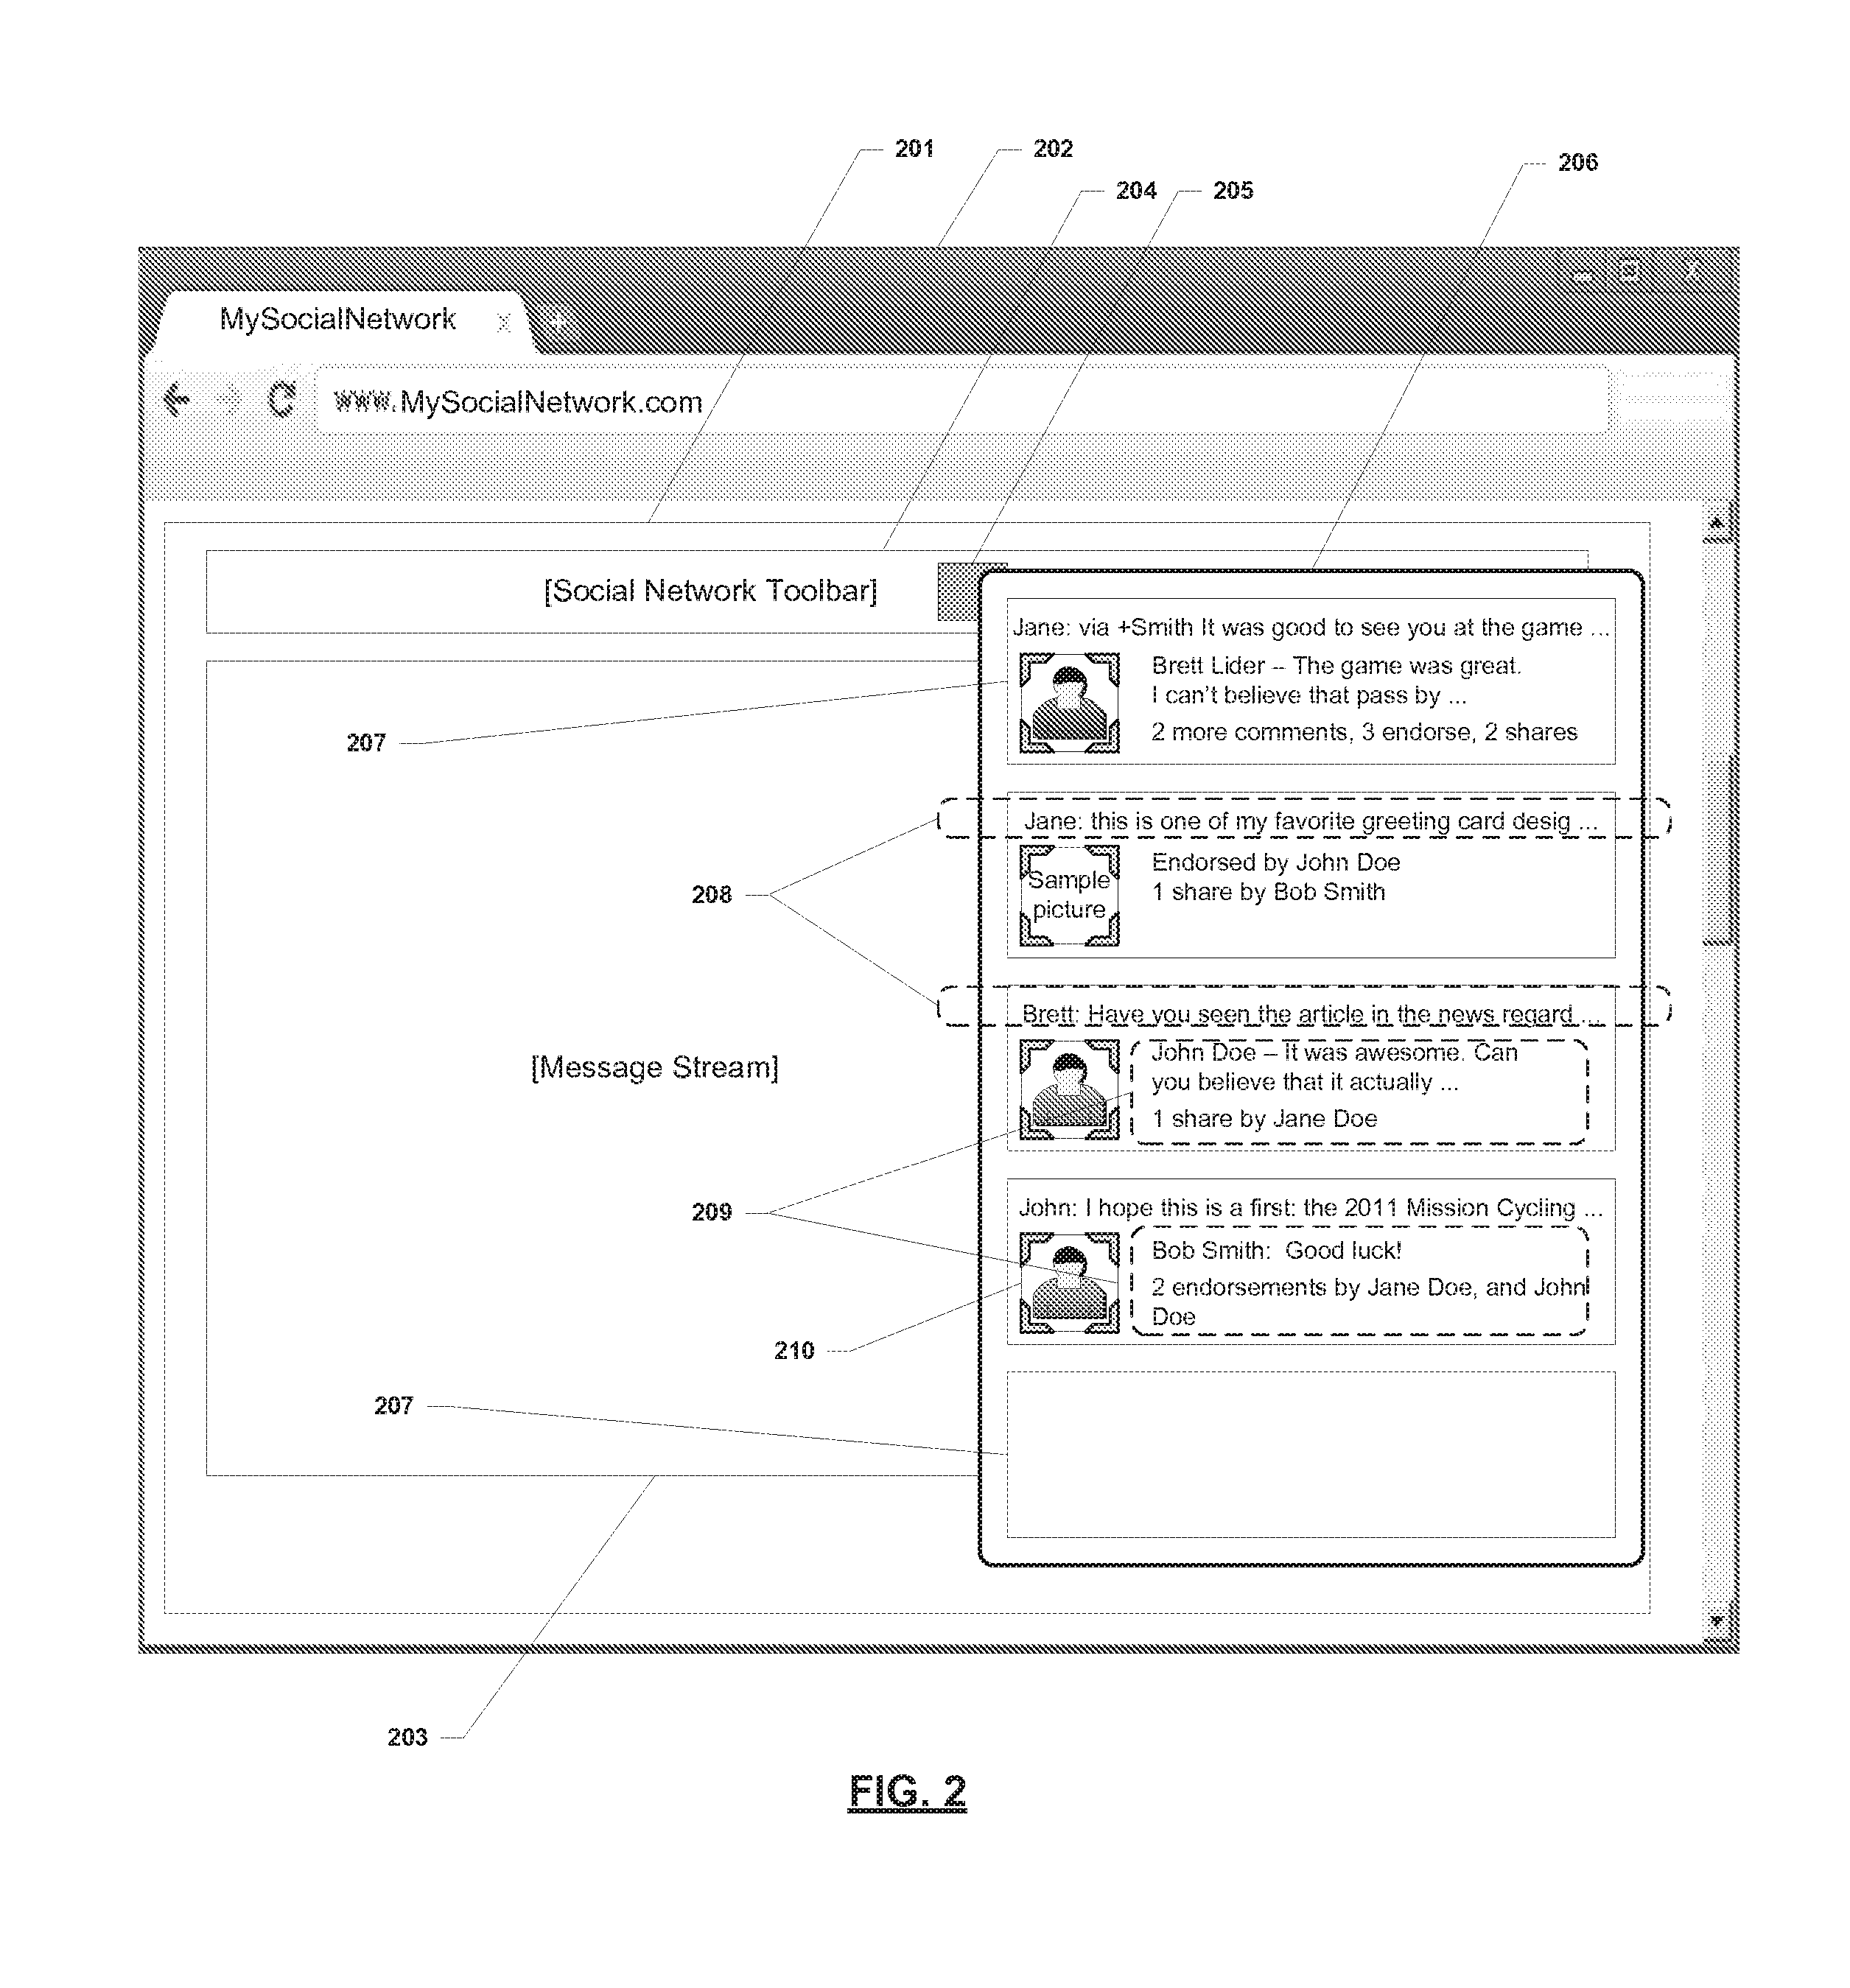 201
202
206
204
205
MySocialNetwork x +
www.MySocialNetwork.com
[Social Network Toolbar]
Jane: via +Smith It was good to see you at the game ...
Brett Lider -- The game was great.
I can't believe that pass by ...
2 more comments, 3 endorse, 2 shares
207
Jane: this is one of my favorite greeting card desig ...
Endorsed by John Doe
1 share by Bob Smith
Sample
picture
208
Brett: Have you seen the article in the news regard ...
John Doe – It was awesome. Can
you believe that it actually ...
1 share by Jane Doe
[Message Stream]
209
John: I hope this is a first: the 2011 Mission Cycling ...
Bob Smith: Good luck!
2 endorsements by Jane Doe, and John
Doe
210
207
203
FIG. 2